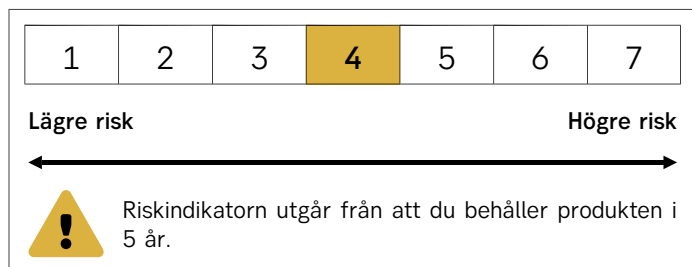 1 2 3 4 5 6 7
Lägre risk Högre risk
Riskindikatorn utgår från att du behåller produkten i
5 år.